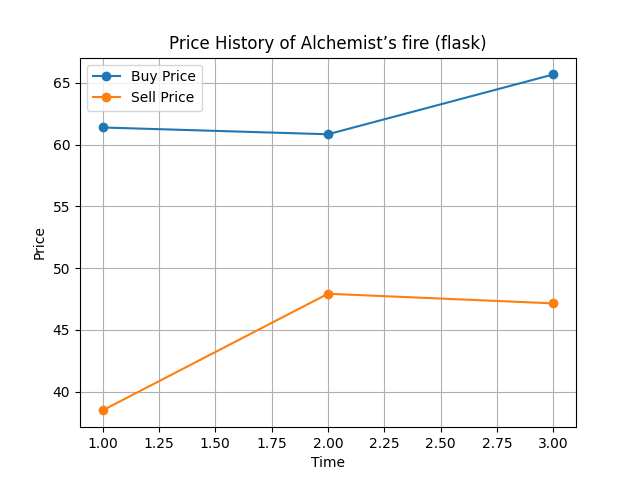 Price History of Alchemist’s fire (flask)
Buy Price
Sell Price
65
60
55
50
45
40
Price
1.00 1.25 1.50 1.75 2.00 2.25 2.50 2.75 3.00
Time